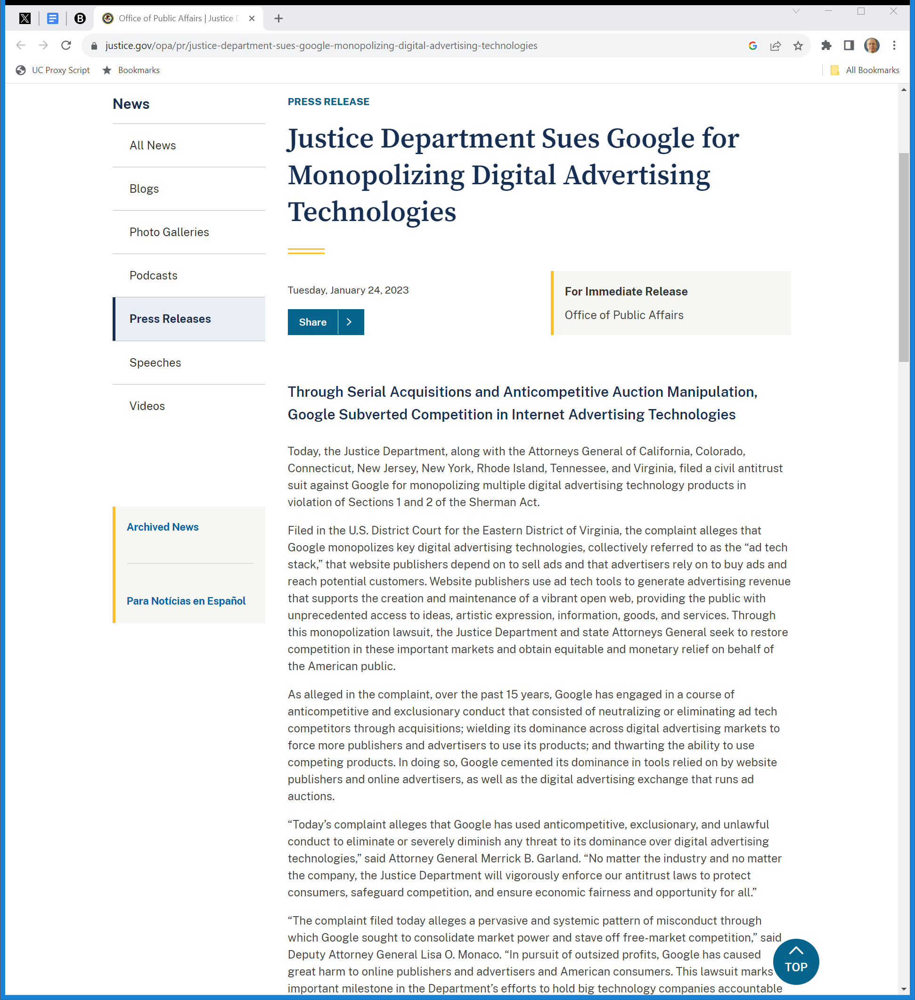 X
B
Office of Public Affairs | Justice
justice.gov/opa/pr/justice-department-sues-google-monopolizing-digital-advertising-technologies
UC Proxy Script
Bookmarks
All Bookmarks
News
All News
Blogs
Photo Galleries
Podcasts
Press Releases
Speeches
Videos
Archived News
Para Notícias en Español
PRESS RELEASE
Justice Department Sues Google for
Monopolizing Digital Advertising
Technologies
Tuesday, January 24, 2023
Share
For Immediate Release
Office of Public Affairs
Through Serial Acquisitions and Anticompetitive Auction Manipulation,
Google Subverted Competition in Internet Advertising Technologies
Today, the Justice Department, along with the Attorneys General of California, Colorado,
Connecticut, New Jersey, New York, Rhode Island, Tennessee, and Virginia, filed a civil antitrust
suit against Google for monopolizing multiple digital advertising technology products in
violation of Sections 1 and 2 of the Sherman Act.
Filed in the U.S. District Court for the Eastern District of Virginia, the complaint alleges that
Google monopolizes key digital advertising technologies, collectively referred to as the “ad tech
stack,” that website publishers depend on to sell ads and that advertisers rely on to buy ads and
reach potential customers. Website publishers use ad tech tools to generate advertising revenue
that supports the creation and maintenance of a vibrant open web, providing the public with
unprecedented access to ideas, artistic expression, information, goods, and services. Through
this monopolization lawsuit, the Justice Department and state Attorneys General seek to restore
competition in these important markets and obtain equitable and monetary relief on behalf of
the American public.
As alleged in the complaint, over the past 15 years, Google has engaged in a course of
anticompetitive and exclusionary conduct that consisted of neutralizing or eliminating ad tech
competitors through acquisitions; wielding its dominance across digital advertising markets to
force more publishers and advertisers to use its products; and thwarting the ability to use
competing products. In doing so, Google cemented its dominance in tools relied on by website
publishers and online advertisers, as well as the digital advertising exchange that runs ad
auctions.
“Today’s complaint alleges that Google has used anticompetitive, exclusionary, and unlawful
conduct to eliminate or severely diminish any threat to its dominance over digital advertising
technologies,” said Attorney General Merrick B. Garland. “No matter the industry and no matter
the company, the Justice Department will vigorously enforce our antitrust laws to protect
consumers, safeguard competition, and ensure economic fairness and opportunity for all.”
“The complaint filed today alleges a pervasive and systemic pattern of misconduct through
which Google sought to consolidate market power and stave off free-market competition,” said
Deputy Attorney General Lisa O. Monaco. “In pursuit of outsized profits, Google has caused
great harm to online publishers and advertisers and American consumers. This lawsuit marks
important milestone in the Department’s efforts to hold big technology companies accountable
TOP